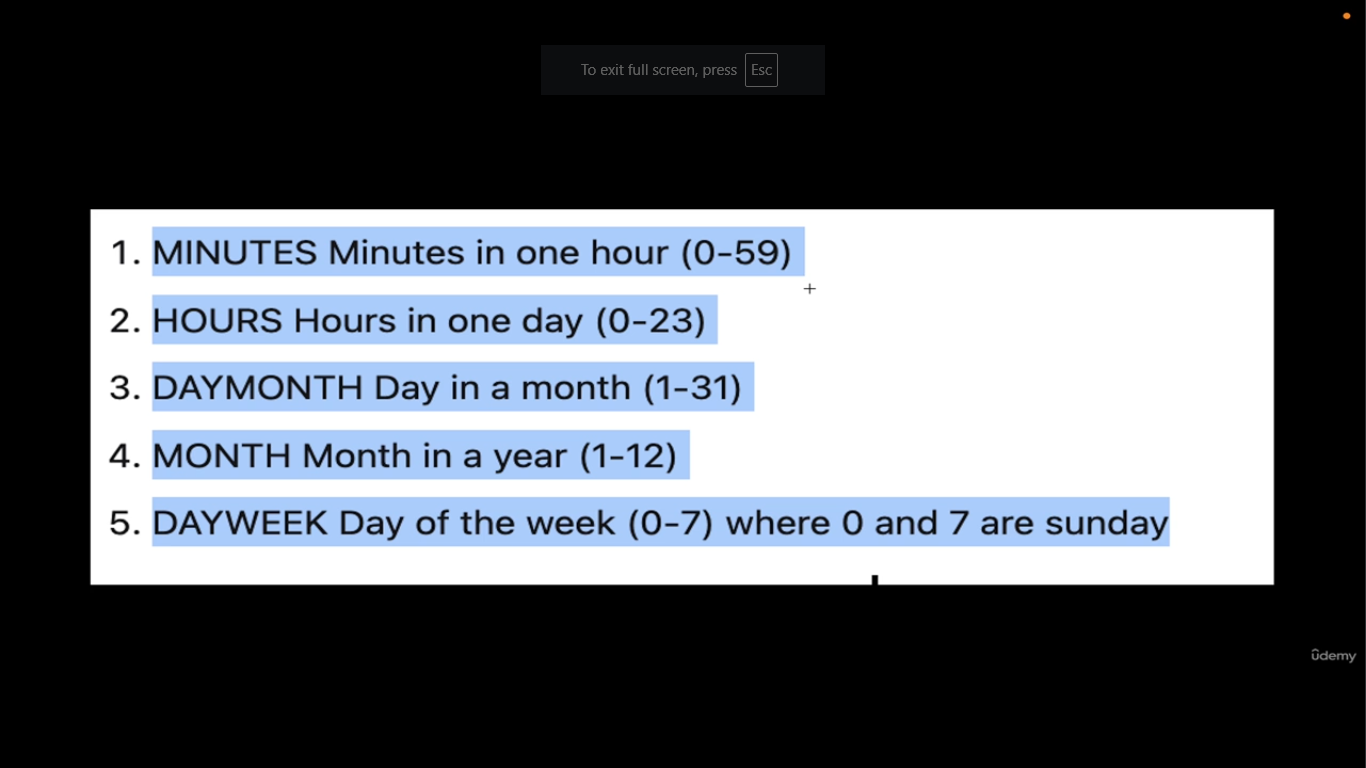 To exit full screen, press Esc
1. MINUTES Minutes in one hour (0-59)
2. HOURS Hours in one day (0-23)
3. DAYMONTH Day in a month (1-31)
4. MONTH Month in a year (1-12)
5. DAYWEEK Day of the week (0-7) where 0 and 7 are sunday
ûdemy